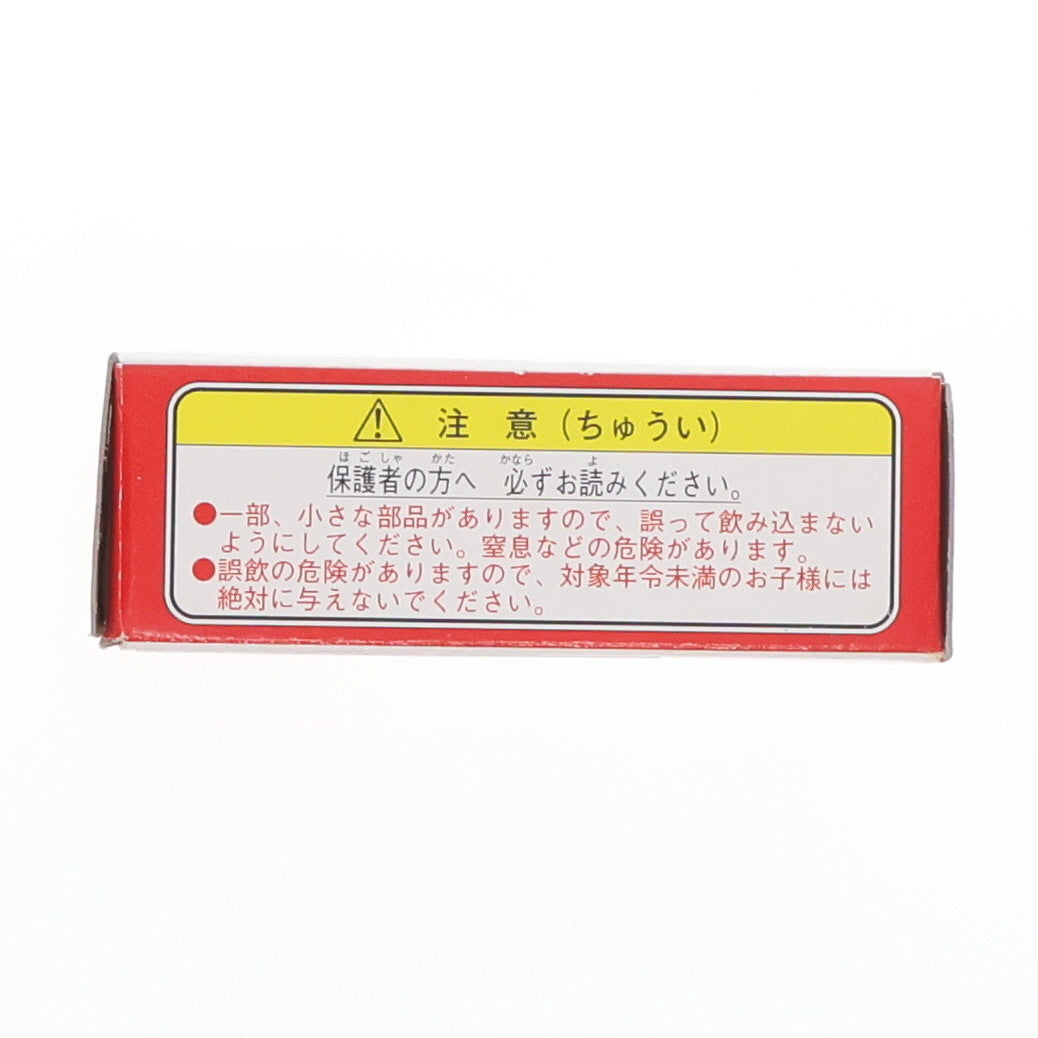 注 意 (ちゅうい)
ほごしゃ かた かなら よ
保護者の方へ 必ずお読みください。
●一部、小さな部品がありますので、誤って飲み込まない
ようにしてください。窒息などの危険があります。
●誤飲の危険がありますので、対象年令未満のお子様には
絶対に与えないでください。